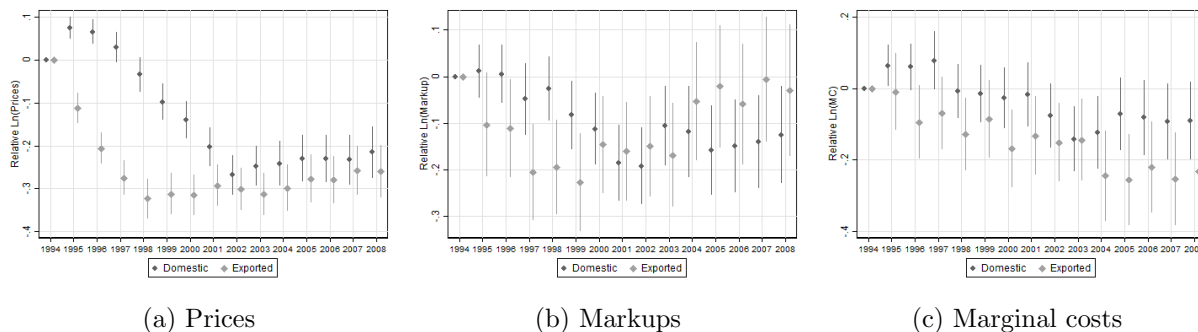 Relative Ln(Prices)
.1
0
-.1
-.2
-.3
-.4
1994 1995 1996 1997 1998 1999 2000 2001 2002 2003 2004 2005 2006 2007 2008
Domestic Exported
(a) Prices
Relative Ln(Markup)
.1
0
-.1
-.2
-.3
1994 1995 1996 1997 1998 1999 2000 2001 2002 2003 2004 2005 2006 2007 2008
Domestic Exported
(b) Markups
Relative Ln(MC)
.2
0
-.2
-.4
1994 1995 1996 1997 1998 1999 2000 2001 2002 2003 2004 2005 2006 2007 200
Domestic Exported
(c) Marginal costs